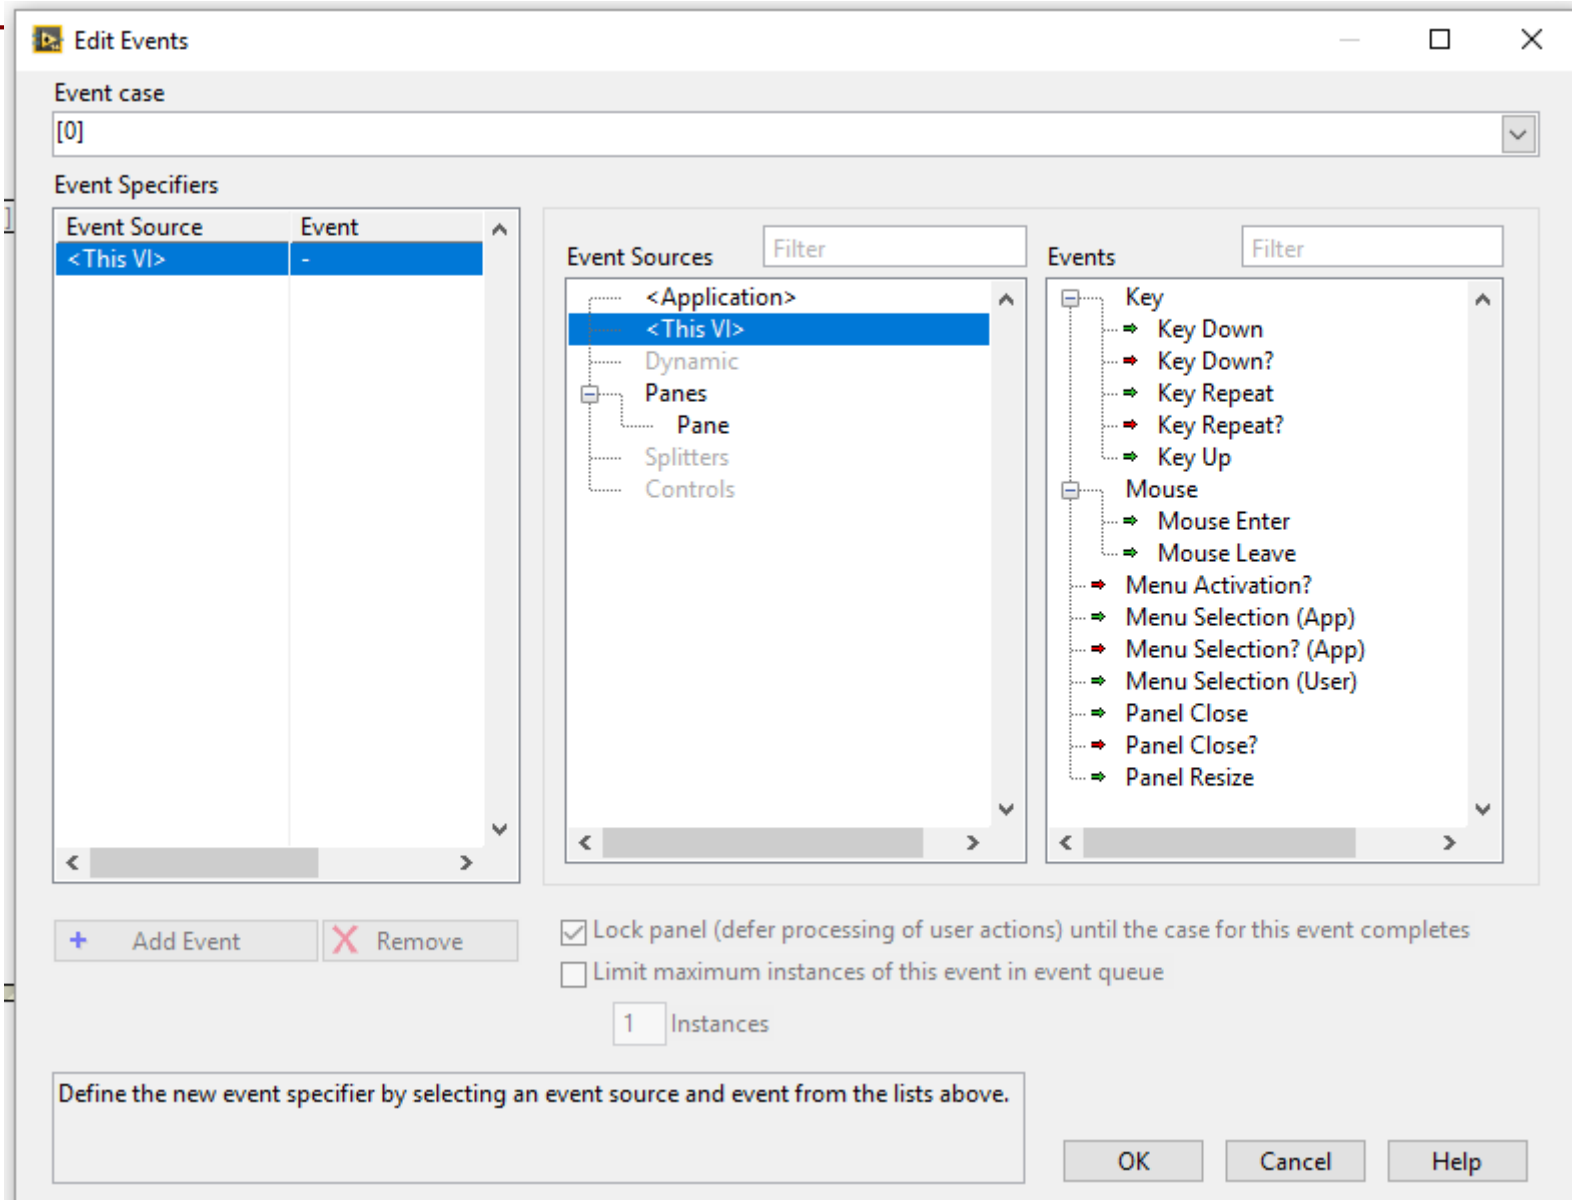 Edit Events
Event case
[0]
Event Specifiers
Event Source Event
<This VI> -
Event Sources Filter
<Application>
<This VI>
Dynamic
Panes
Pane
Splitters
Controls
Events Filter
Key
Key Down
Key Down?
Key Repeat
Key Repeat?
Key Up
Mouse
Mouse Enter
Mouse Leave
Menu Activation?
Menu Selection (App)
Menu Selection? (App)
Menu Selection (User)
Panel Close
Panel Close?
Panel Resize
+ Add Event X Remove
Lock panel (defer processing of user actions) until the case for this event completes
Limit maximum instances of this event in event queue
1 Instances
Define the new event specifier by selecting an event source and event from the lists above.
OK Cancel Help